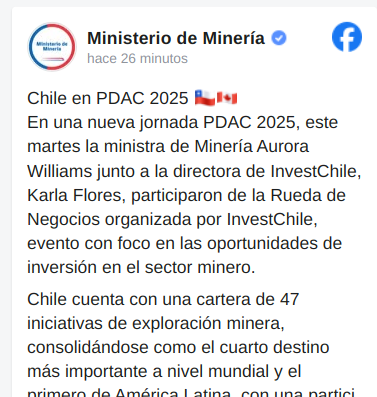 Ministerio de Minería
Ministerio de
Minería
hace 26 minutos
Chile en PDAC 2025 🇨🇱🇨🇦
En una nueva jornada PDAC 2025, este
martes la ministra de Minería Aurora
Williams junto a la directora de InvestChile,
Karla Flores, participaron de la Rueda de
Negocios organizada por InvestChile,
evento con foco en las oportunidades de
inversión en el sector minero.
Chile cuenta con una cartera de 47
iniciativas de exploración minera,
consolidándose como el cuarto destino
más importante a nivel mundial y el
primero de América Latina, con una partici